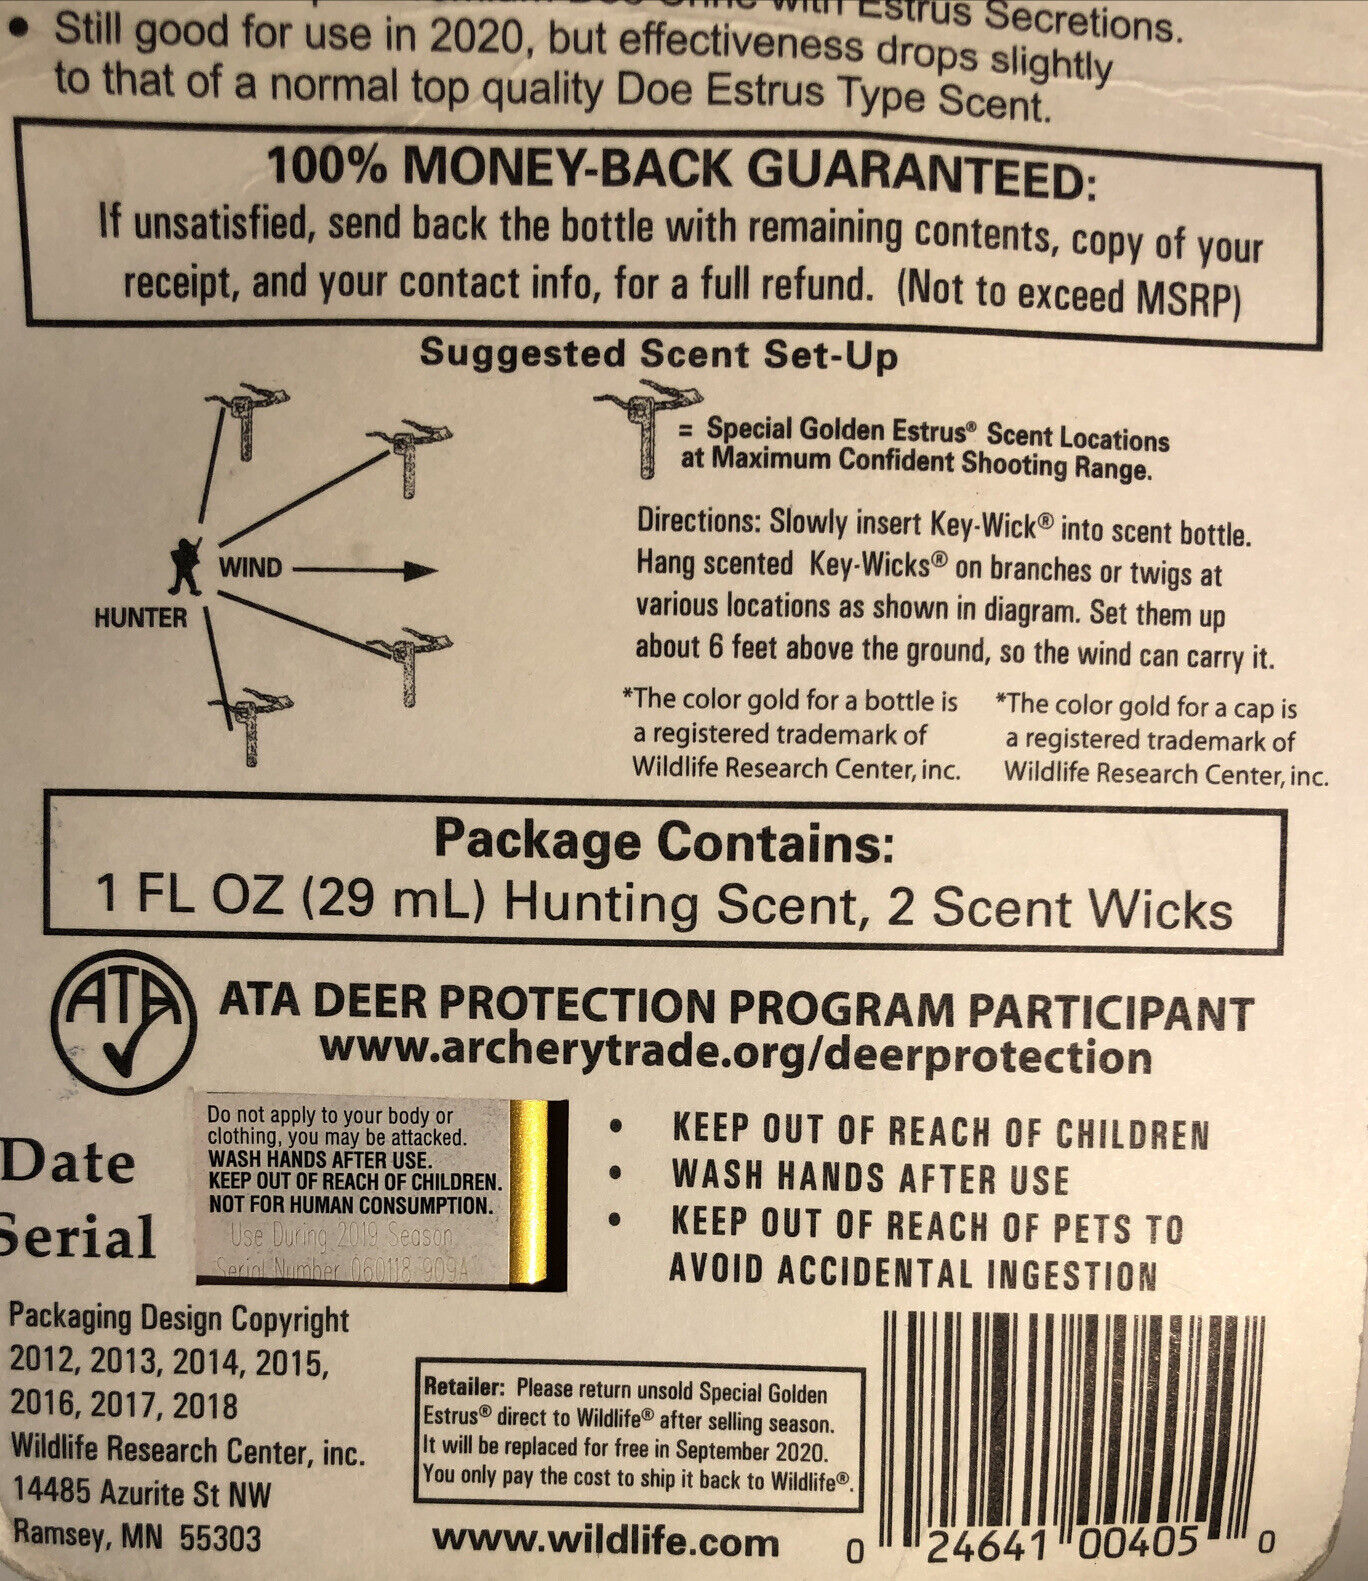 Doe Urine with Estrus Secretions.
• Still good for use in 2020, but effectiveness drops slightly
to that of a normal top quality Doe Estrus Type Scent.
100% MONEY-BACK GUARANTEED:
If unsatisfied, send back the bottle with remaining contents, copy of your
receipt, and your contact info, for a full refund. (Not to exceed MSRP)
Suggested Scent Set-Up
= Special Golden Estrus® Scent Locations
at Maximum Confident Shooting Range.
WIND
HUNTER
Directions: Slowly insert Key-Wick® into scent bottle.
Hang scented Key-Wicks® on branches or twigs at
various locations as shown in diagram. Set them up
about 6 feet above the ground, so the wind can carry it.
*The color gold for a bottle is
a registered trademark of
Wildlife Research Center, inc.
*The color gold for a cap is
a registered trademark of
Wildlife Research Center, inc.
Package Contains:
1 FL OZ (29 mL) Hunting Scent, 2 Scent Wicks
ATA
ATA DEER PROTECTION PROGRAM PARTICIPANT
www.archerytrade.org/deerprotection
Date
Serial
Do not apply to your body or
clothing, you may be attacked.
WASH HANDS AFTER USE.
KEEP OUT OF REACH OF CHILDREN.
NOT FOR HUMAN CONSUMPTION.
Use During 2019 Season
Serial Number 060118-909A
• KEEP OUT OF REACH OF CHILDREN
• WASH HANDS AFTER USE
• KEEP OUT OF REACH OF PETS TO
AVOID ACCIDENTAL INGESTION
Packaging Design Copyright
2012, 2013, 2014, 2015,
2016, 2017, 2018
Wildlife Research Center, inc.
14485 Azurite St NW
Ramsey, MN 55303
Retailer: Please return unsold Special Golden
Estrus® direct to Wildlife® after selling season.
It will be replaced for free in September 2020.
You only pay the cost to ship it back to Wildlife®.
www.wildlife.com
0 24641 00405 0